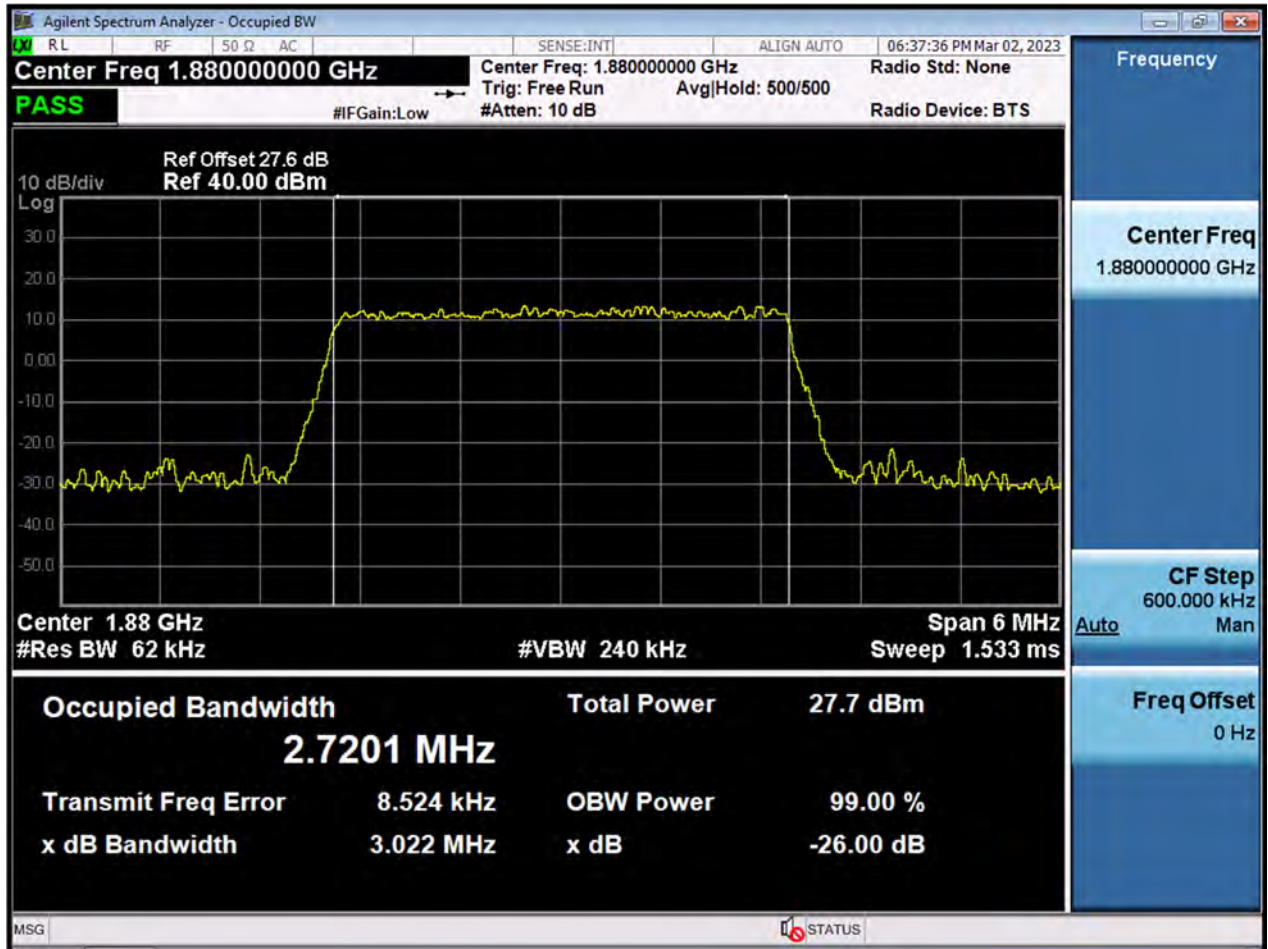 Agilent Spectrum Analyzer - Occupied BW
LXI RL RF 50 Ω AC SENSE:INT ALIGN AUTO 06:37:36 PM Mar 02, 2023
Center Freq 1.880000000 GHz
Center Freq: 1.880000000 GHz Radio Std: None
Trig: Free Run Avg|Hold: 500/500
PASS
#IFGain:Low #Atten: 10 dB Radio Device: BTS
Ref Offset 27.6 dB
10 dB/div Ref 40.00 dBm
Log
30.0
20.0
10.0
0.00
-10.0
-20.0
-30.0
-40.0
-50.0
Center 1.88 GHz Span 6 MHz
#Res BW 62 kHz #VBW 240 kHz Sweep 1.533 ms
Occupied Bandwidth Total Power 27.7 dBm
2.7201 MHz
Transmit Freq Error 8.524 kHz OBW Power 99.00 %
x dB Bandwidth 3.022 MHz x dB -26.00 dB
Frequency
Center Freq
1.880000000 GHz
CF Step
600.000 kHz
Auto Man
Freq Offset
0 Hz
MSG STATUS